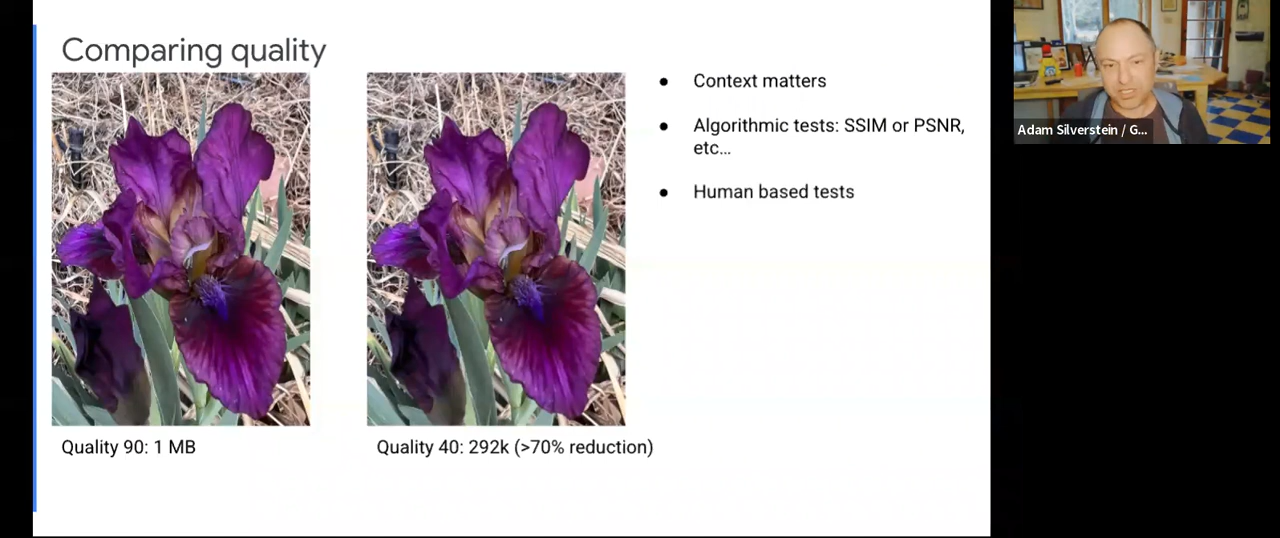 Comparing quality
● Context matters
● Algorithmic tests: SSIM or PSNR,
etc...
● Human based tests
Quality 90: 1 MB
Quality 40: 292k (>70% reduction)
Adam Silverstein / G...